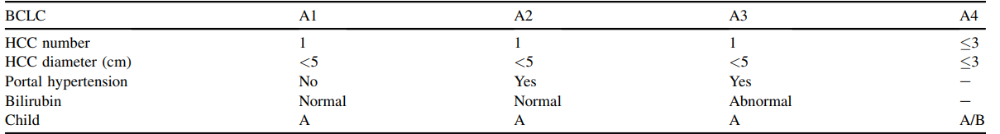 BCLC A1 A2 A3 A4
HCC number 1 1 1 ≤3
HCC diameter (cm) <5 <5 <5 ≤3
Portal hypertension No Yes Yes −
Bilirubin Normal Normal Abnormal −
Child A A A A/B